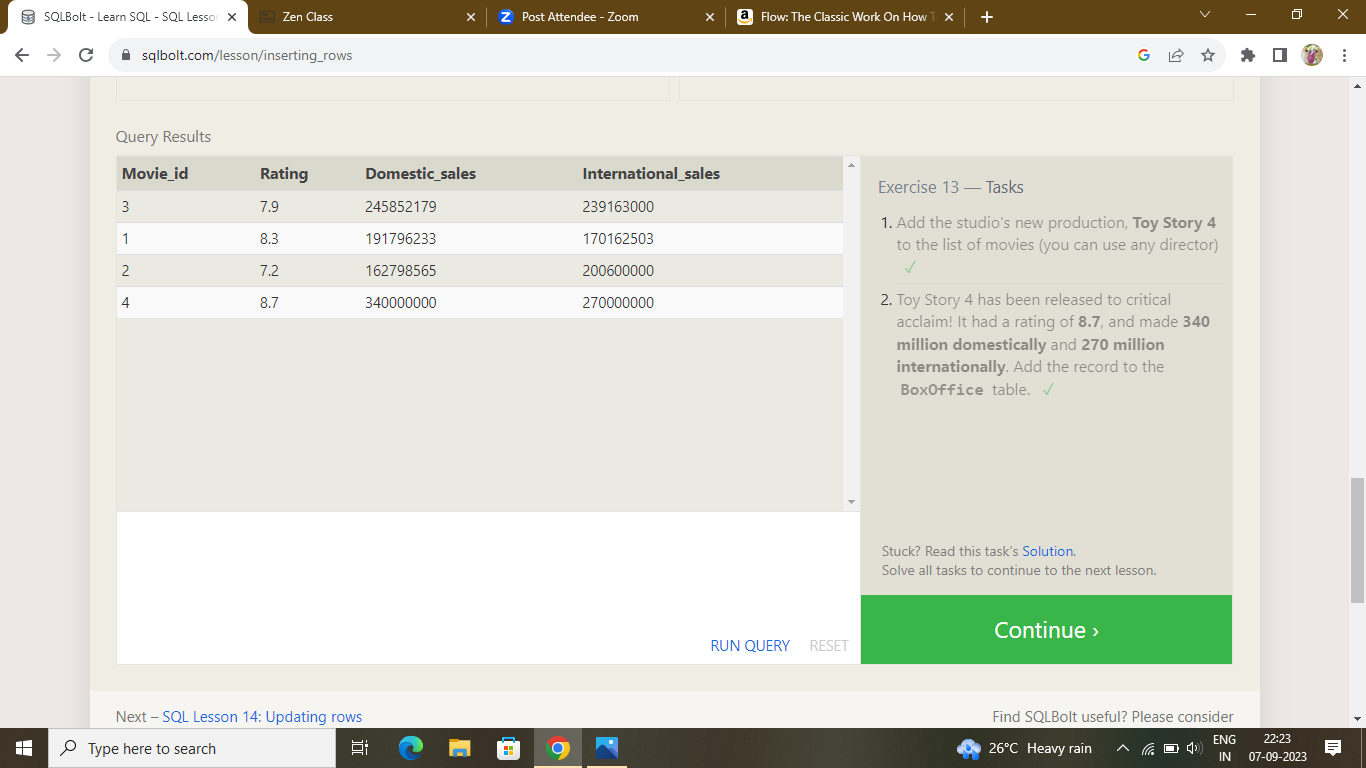 SQLBolt - Learn SQL - SQL Lesson
Zen Class
Post Attendee - Zoom
Flow: The Classic Work On How T
sqlbolt.com/lesson/inserting_rows
Query Results
Movie_id Rating Domestic_sales International_sales
3 7.9 245852179 239163000
1 8.3 191796233 170162503
2 7.2 162798565 200600000
4 8.7 340000000 270000000
Exercise 13 — Tasks
1. Add the studio's new production, Toy Story 4
to the list of movies (you can use any director)
✓
2. Toy Story 4 has been released to critical
acclaim! It had a rating of 8.7, and made 340
million domestically and 270 million
internationally. Add the record to the
BoxOffice table. ✓
Stuck? Read this task's Solution.
Solve all tasks to continue to the next lesson.
RUN QUERY RESET
Continue ›
Next – SQL Lesson 14: Updating rows
Find SQLBolt useful? Please consider
Type here to search
26°C Heavy rain
ENG
IN
22:23
07-09-2023